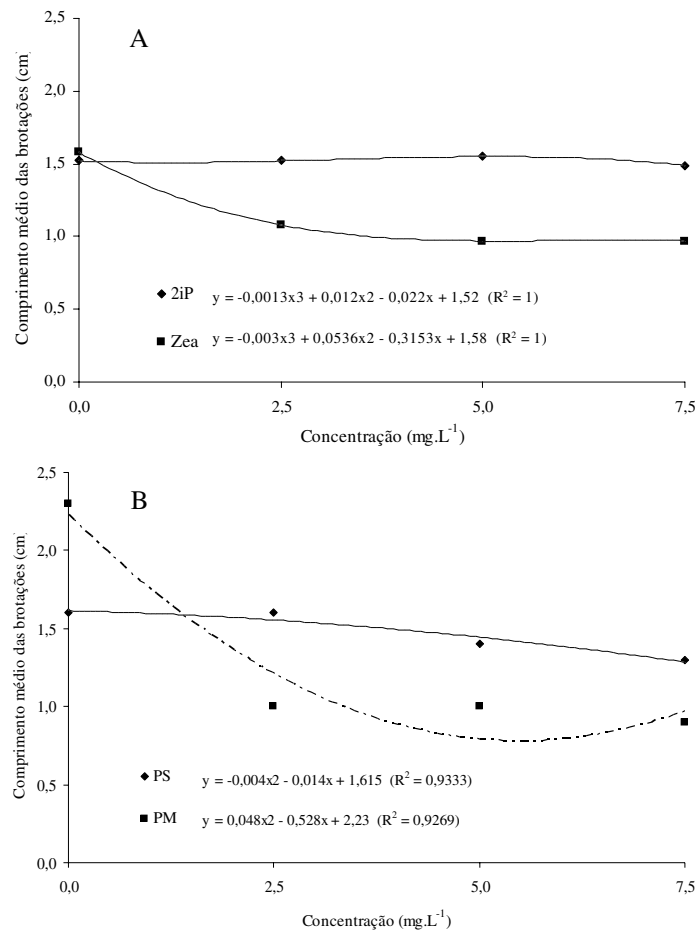 2,5
A
Comprimento médio das brotações (cm
2,0
1,5
1,0
0,5
0,0
2iP y = -0,0013x3 + 0,012x2 - 0,022x + 1,52 (R² = 1)
Zea y = -0,003x3 + 0,0536x2 - 0,3153x + 1,58 (R² = 1)
0,0 2,5 5,0 7,5
Concentração (mg.L⁻¹)
2,5
B
Comprimento médio das brotações (cm
2,0
1,5
1,0
0,5
0,0
PS y = -0,004x2 - 0,014x + 1,615 (R² = 0,9333)
PM y = 0,048x2 - 0,528x + 2,23 (R² = 0,9269)
0,0 2,5 5,0 7,5
Concentração (mg.L⁻¹)